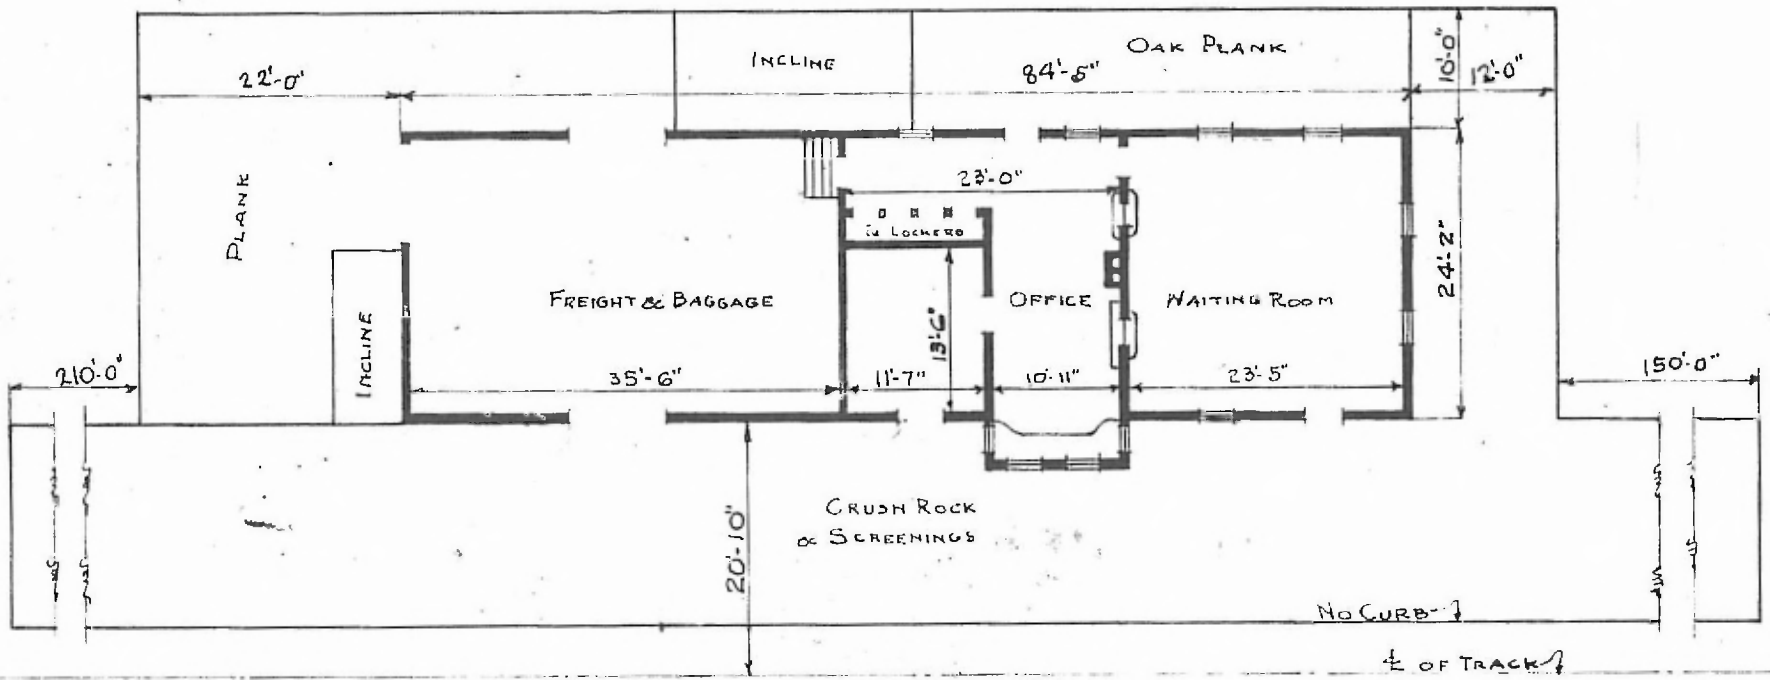 OAK PLANK
INCLINE
22'-0"
84'-5"
10'-0"
12'-0"
PLANK
23'-0"
LOCKERS
24'-2"
FREIGHT & BAGGAGE
OFFICE
WAITING ROOM
INCLINE
13'-6"
210'-0"
35'-6"
11'-7"
10'-11"
23'-5"
150'-0"
CRUSH ROCK
& SCREENINGS
20'-10"
NO CURB
℄ OF TRACK